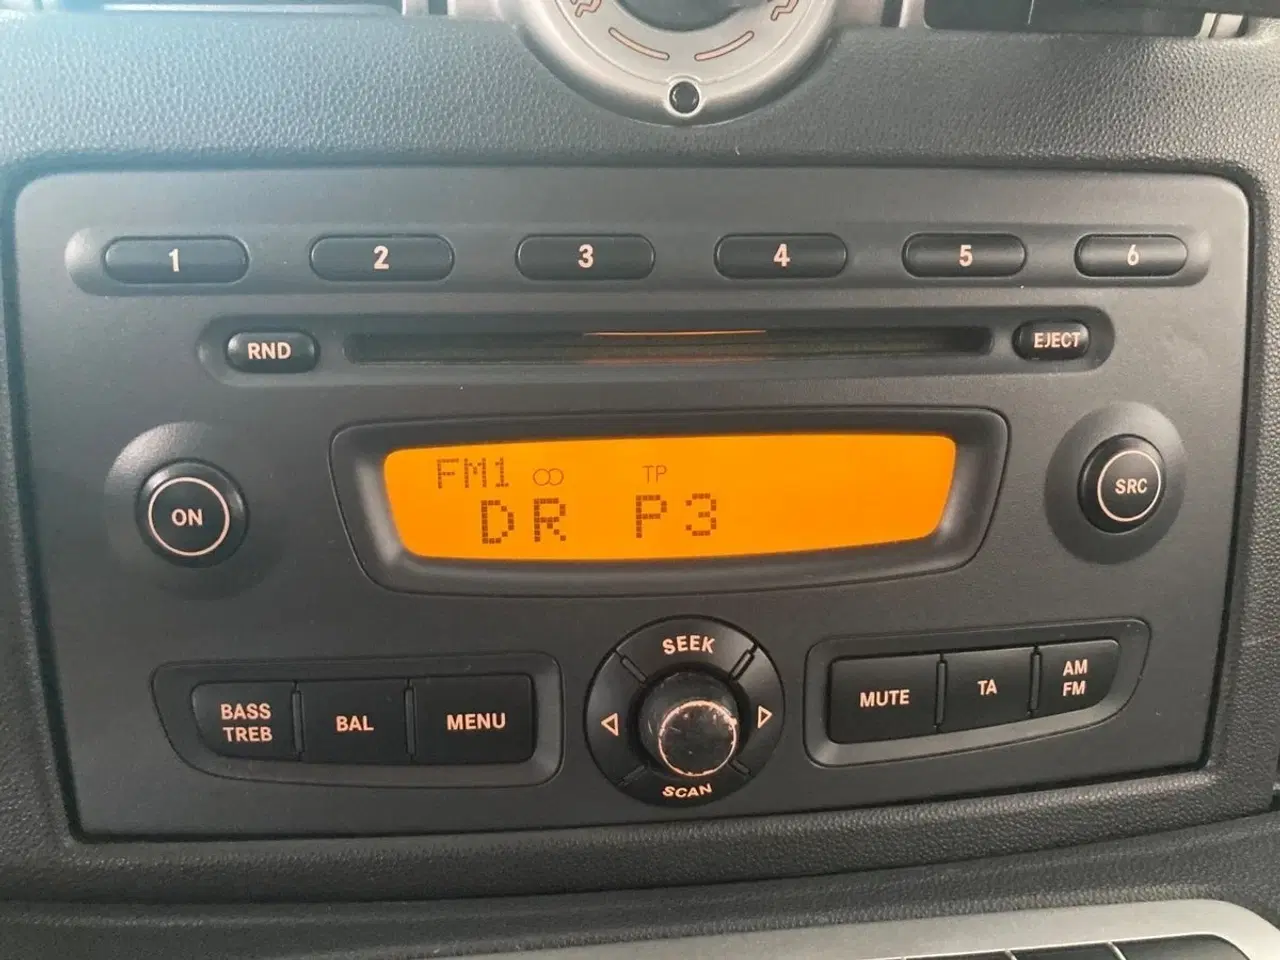 1 2 3 4 5 6
RND EJECT
FM1 TP
DR P3
ON
SRC
SEEK
BASS
TREB
BAL
MENU
MUTE
TA
AM
FM
SCAN